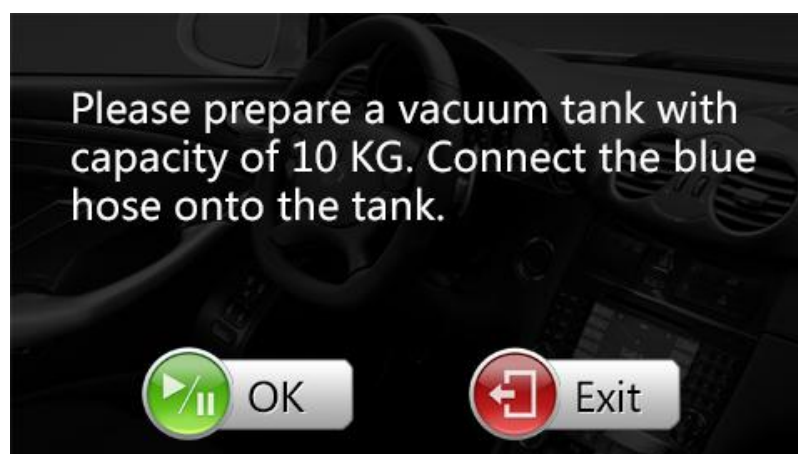 Please prepare a vacuum tank with
capacity of 10 KG. Connect the blue
hose onto the tank.
OK
Exit